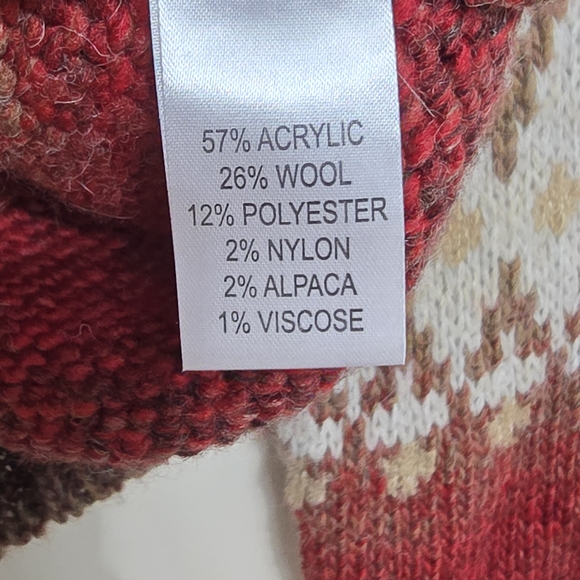 57% ACRYLIC
26% WOOL
12% POLYESTER
2% NYLON
2% ALPACA
1% VISCOSE